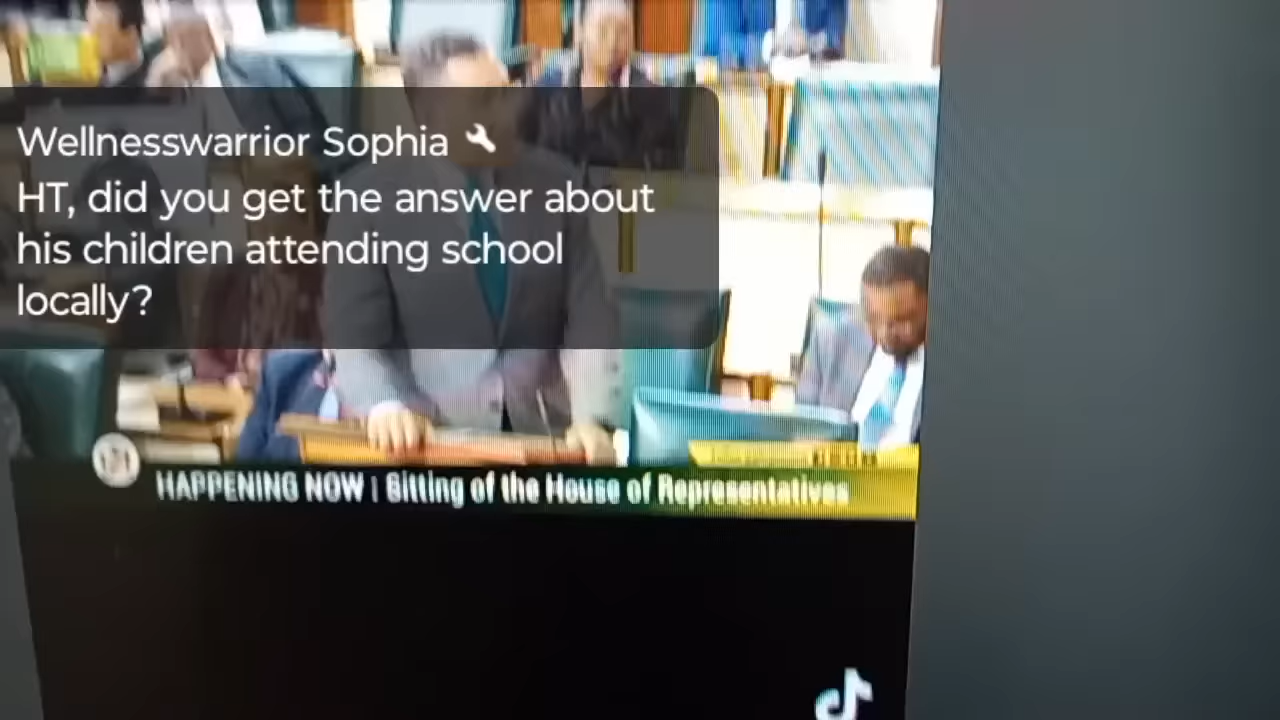 Wellnesswarrior Sophia
HT, did you get the answer about
his children attending school
locally?
HAPPENING NOW | Sitting of the House of Representatives